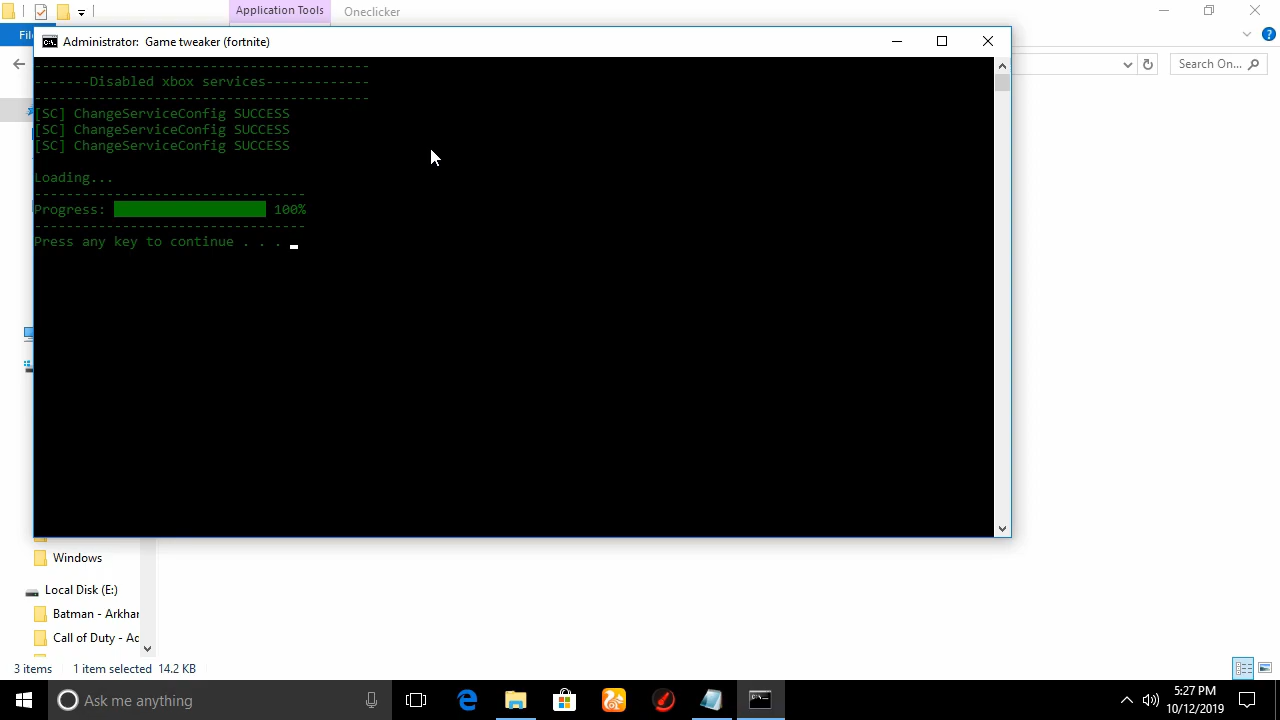 Application Tools
Oneclicker
Fil
Administrator: Game tweaker (fortnite)
Search On...
------------------------------------------
-------Disabled xbox services-------------
------------------------------------------
[SC] ChangeServiceConfig SUCCESS
[SC] ChangeServiceConfig SUCCESS
[SC] ChangeServiceConfig SUCCESS
Loading...
----------------------------------
Progress: 100%
----------------------------------
Press any key to continue . . .
Windows
Local Disk (E:)
Batman - Arkha
Call of Duty - Ad
3 items
1 item selected 14.2 KB
Ask me anything
5:27 PM
10/12/2019